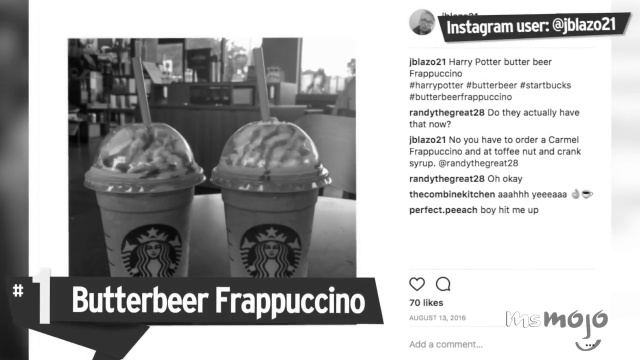 jblazo21
Instagram user: @jblazo21
jblazo21 Harry Potter butter beer
Frappuccino
#harrypotter #butterbeer #startbucks
#butterbeerfrappuccino
randythegreat28 Do they actually have
that now?
jblazo21 No you have to order a Carmel
Frappuccino and at toffee nut and crank
syrup. @randythegreat28
randythegreat28 Oh okay
thecombinekitchen aaahhh yeeeaaa 👌☕
perfect.peeach boy hit me up
70 likes
AUGUST 13, 2016
Add a comment...
#1 Butterbeer Frappuccino
msmojo